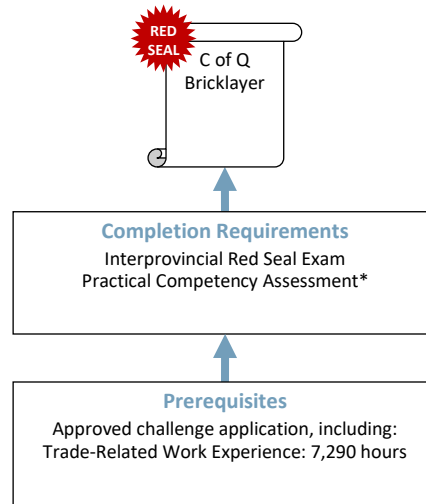 RED
SEAL
C of Q
Bricklayer
Completion Requirements
Interprovincial Red Seal Exam
Practical Competency Assessment*
Prerequisites
Approved challenge application, including:
Trade-Related Work Experience: 7,290 hours